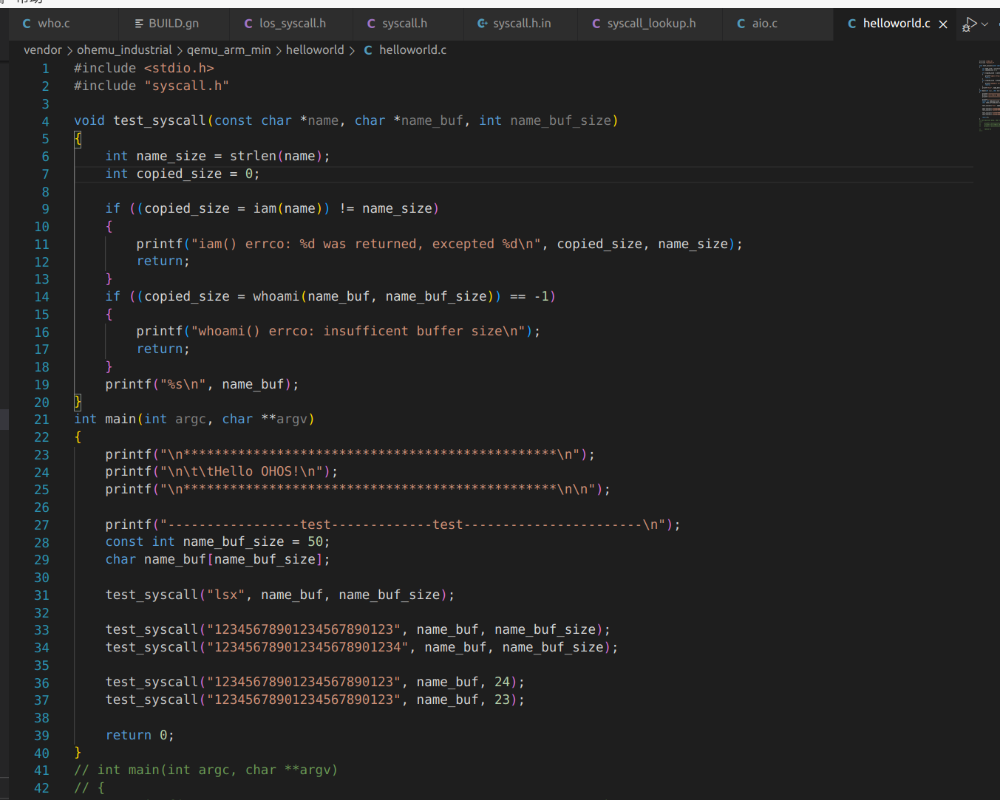 who.c BUILD.gn los_syscall.h syscall.h syscall.h.in syscall_lookup.h aio.c helloworld.c
vendor > ohemu_industrial > qemu_arm_min > helloworld > helloworld.c
1 #include <stdio.h>
2 #include "syscall.h"
3
4 void test_syscall(const char *name, char *name_buf, int name_buf_size)
5 {
6 int name_size = strlen(name);
7 int copied_size = 0;
8
9 if ((copied_size = iam(name)) != name_size)
10 {
11 printf("iam() errco: %d was returned, excepted %d\n", copied_size, name_size);
12 return;
13 }
14 if ((copied_size = whoami(name_buf, name_buf_size)) == -1)
15 {
16 printf("whoami() errco: insufficent buffer size\n");
17 return;
18 }
19 printf("%s\n", name_buf);
20 }
21 int main(int argc, char **argv)
22 {
23 printf("\n************************************************\n");
24 printf("\n\t\tHello OHOS!\n");
25 printf("\n************************************************\n\n");
26
27 printf("-----------------test-------------test-----------------------\n");
28 const int name_buf_size = 50;
29 char name_buf[name_buf_size];
30
31 test_syscall("lsx", name_buf, name_buf_size);
32
33 test_syscall("12345678901234567890123", name_buf, name_buf_size);
34 test_syscall("123456789012345678901234", name_buf, name_buf_size);
35
36 test_syscall("12345678901234567890123", name_buf, 24);
37 test_syscall("12345678901234567890123", name_buf, 23);
38
39 return 0;
40 }
41 // int main(int argc, char **argv)
42 // {